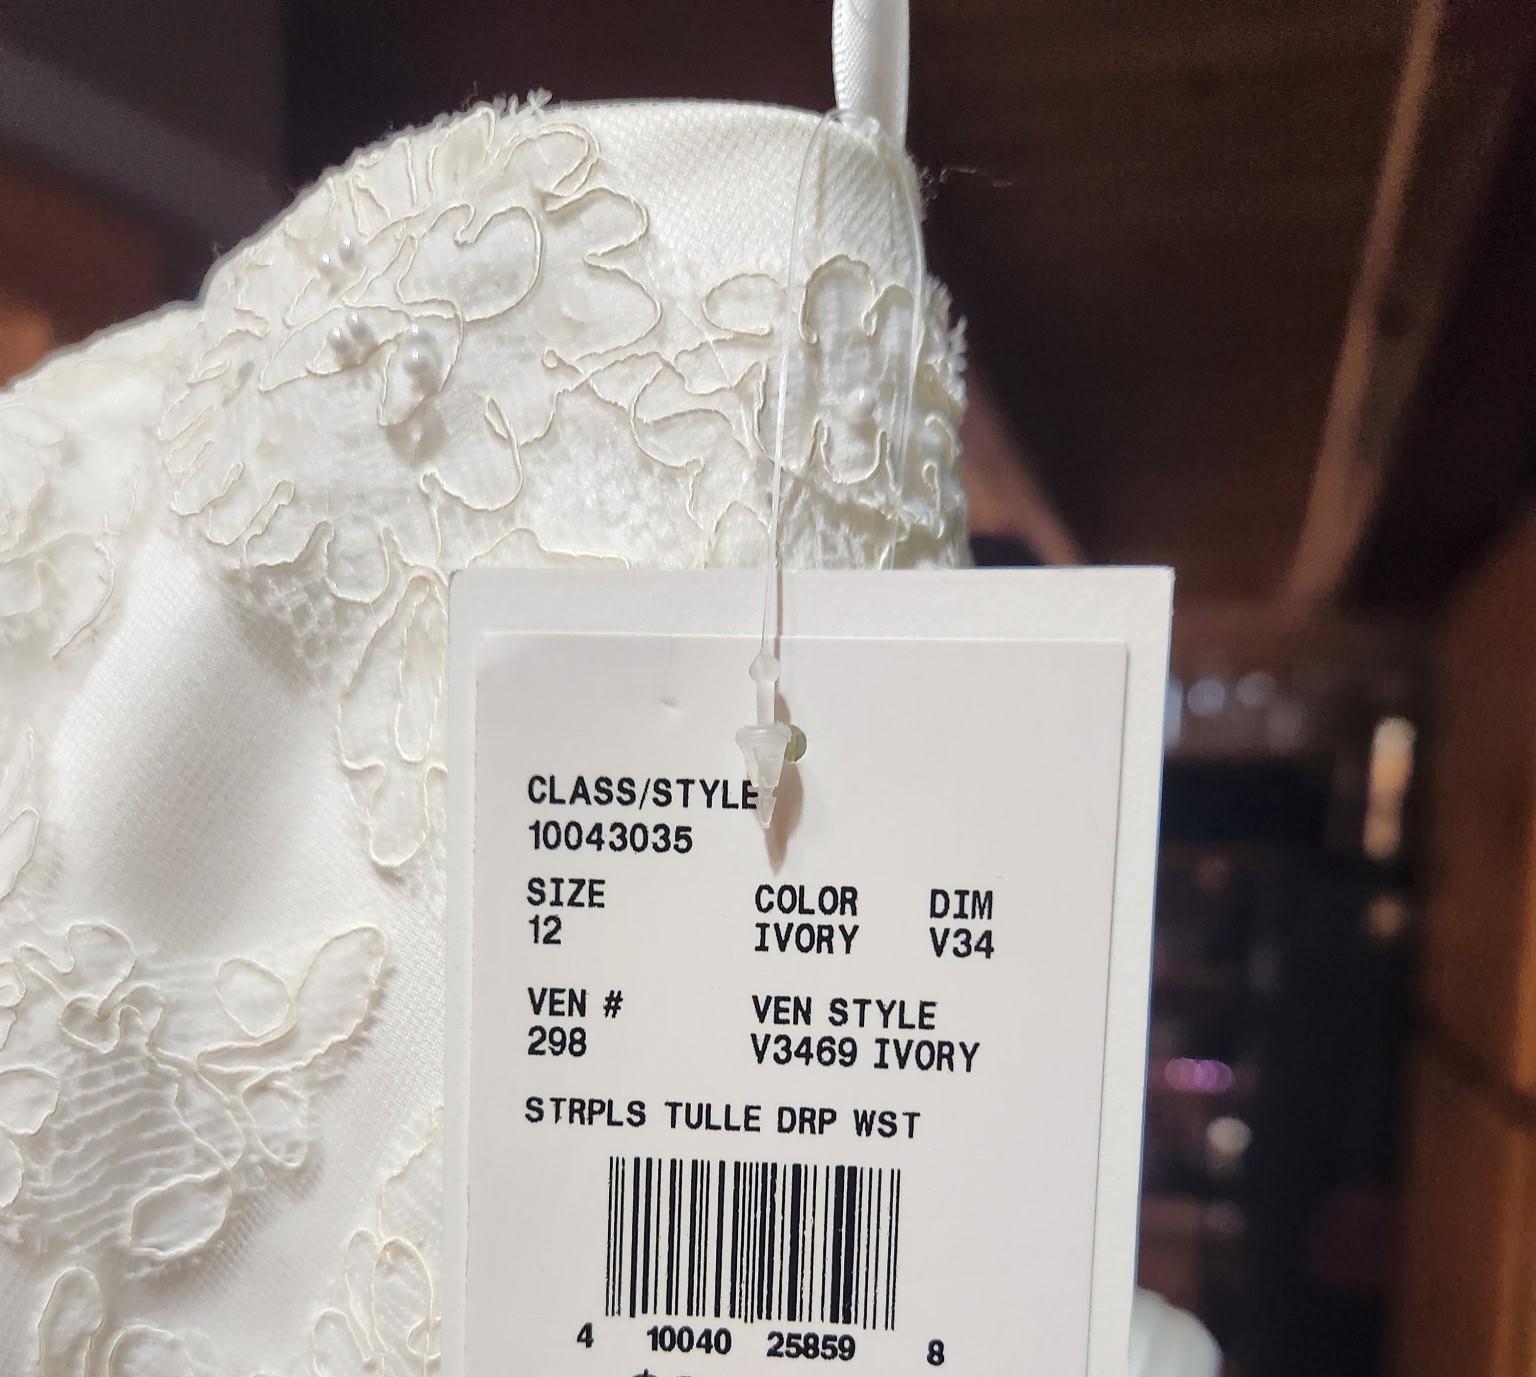 CLASS/STYLE
10043035
SIZE COLOR DIM
12 IVORY V34
VEN # VEN STYLE
298 V3469 IVORY
STRPLS TULLE DRP WST
4 10040 25859 8